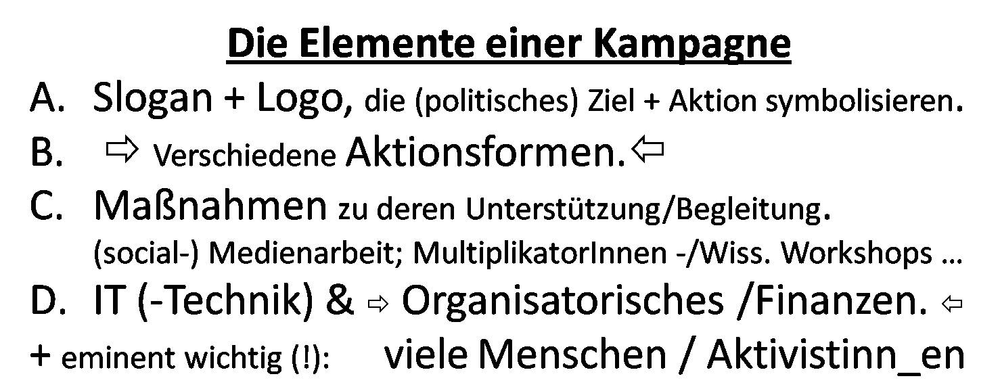 Die Elemente einer Kampagne
A. Slogan + Logo, die (politisches) Ziel + Aktion symbolisieren.
B. ⇨ Verschiedene Aktionsformen.⇦
C. Maßnahmen zu deren Unterstützung/Begleitung.
(social-) Medienarbeit; MultiplikatorInnen -/Wiss. Workshops ...
D. IT (-Technik) & ⇨ Organisatorisches /Finanzen. ⇦
+ eminent wichtig (!): viele Menschen / Aktivistinn_en